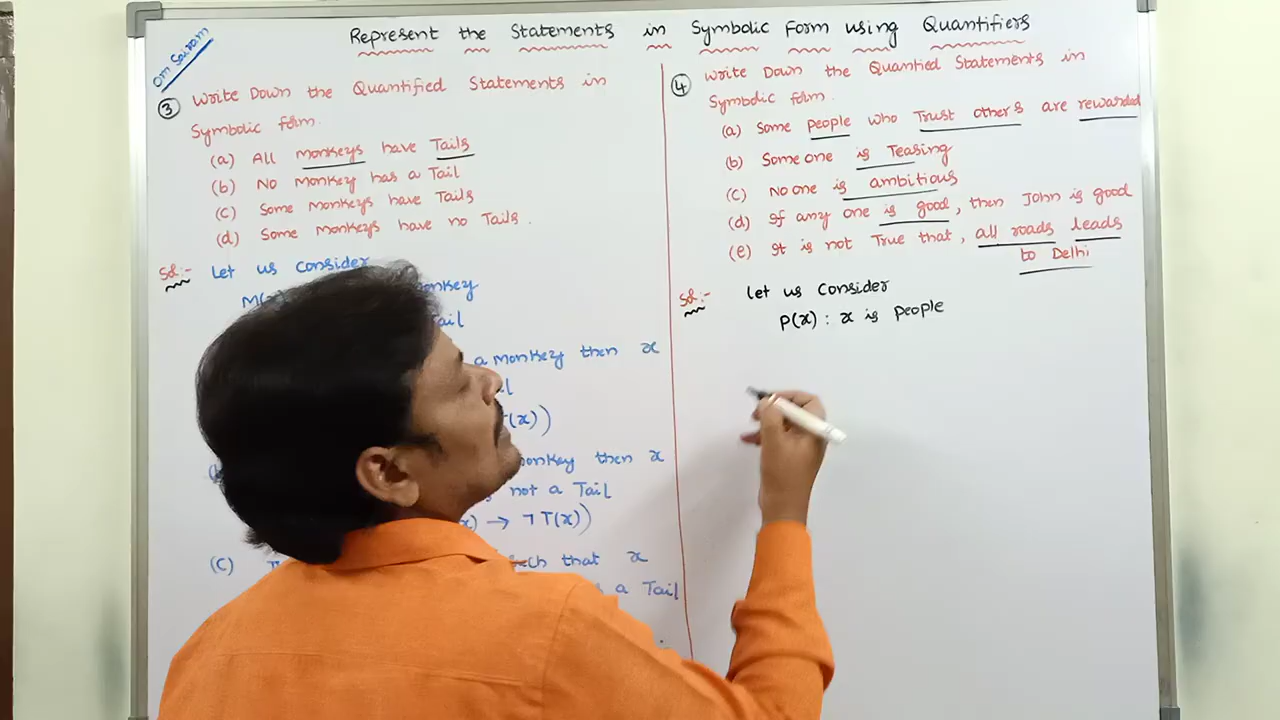 Represent the Statements in Symbolic Form using Quantifiers
Om Sairam
③ Write Down the Quantified Statements in
Symbolic form.
(a) All monkeys have Tails
(b) No Monkey has a Tail
(c) Some Monkeys have Tails
(d) Some Monkeys have no Tails.
Sol:- Let us consider
M(
onkey
Tail
a monkey then x
T(x))
onkey then x
s not a Tail
→ ¬T(x))
(c)
such that x
a Tail
④ Write Down the Quantied Statements in
Symbolic form.
(a) Some people who Trust others are rewarded
(b) Some one is Teasing
(c) No one is ambitious
(d) If any one is good, then John is good
(e) It is not True that, all roads leads
to Delhi
Sol:- Let us consider
P(x) : x is people